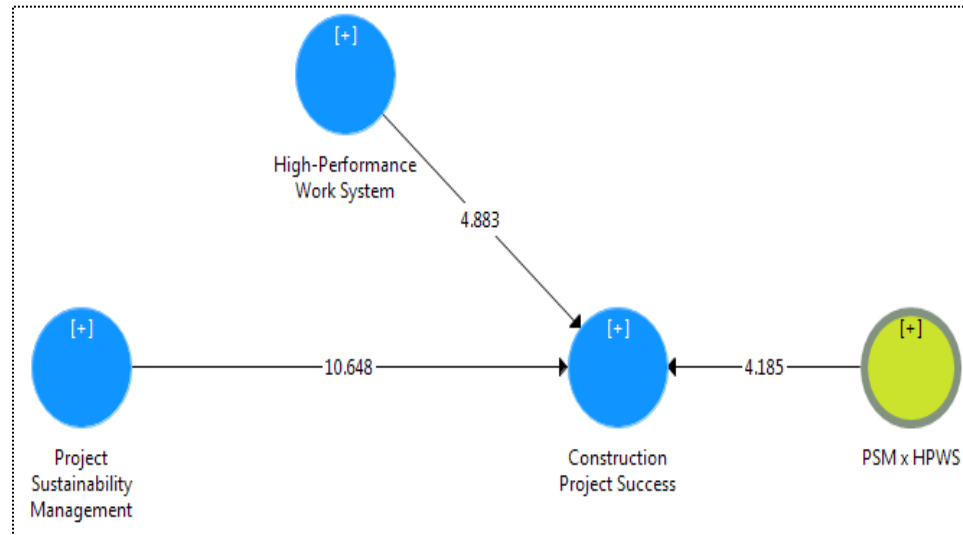 [+]
High-Performance
Work System
4.883
[+]
[+]
[+]
10.648
4.185
Project
Sustainability
Management
Construction
Project Success
PSM x HPWS